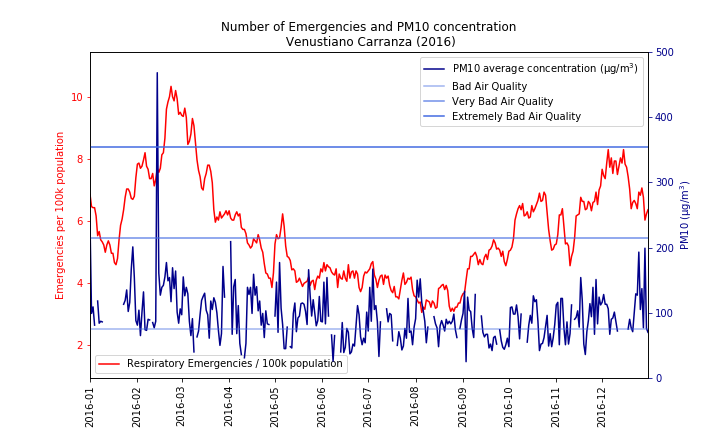 Number of Emergencies and PM10 concentration
Venustiano Carranza (2016)
PM10 average concentration (µg/m³)
Bad Air Quality
Very Bad Air Quality
Extremely Bad Air Quality
Emergencies per 100k population
10
8
6
4
2
500
400
300
200
100
0
PM10 (µg/m³)
Respiratory Emergencies / 100k population
2016-01
2016-02
2016-03
2016-04
2016-05
2016-06
2016-07
2016-08
2016-09
2016-10
2016-11
2016-12